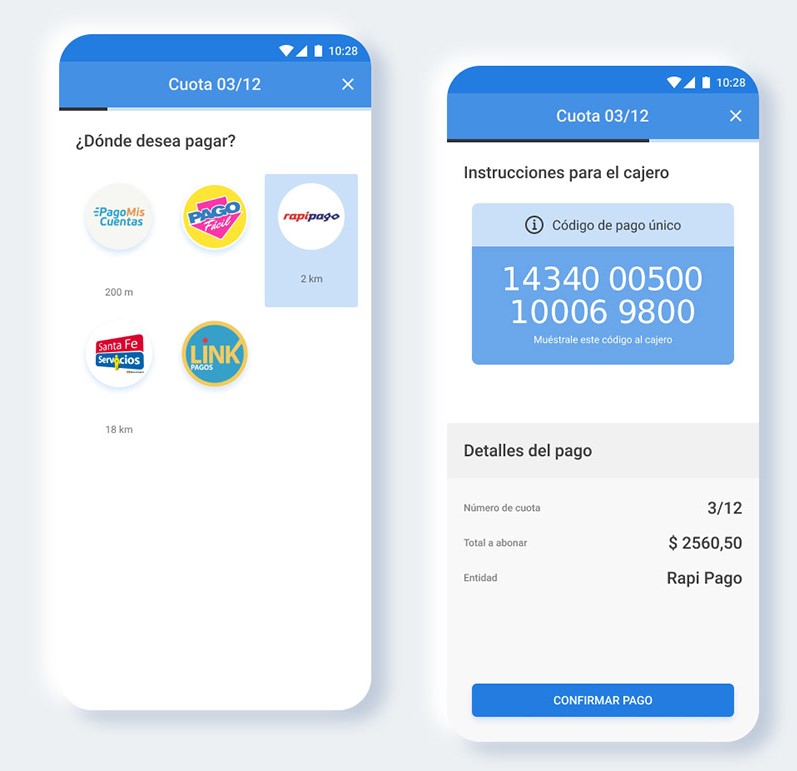 10:28
Cuota 03/12
¿Dónde desea pagar?
PagoMis
Cuentas
PAGO
Fácil
rapipago
200 m
2 km
Santa Fe
Servicios
LINK
PAGOS
18 km
10:28
Cuota 03/12
Instrucciones para el cajero
Código de pago único
14340 00500
10006 9800
Muéstrale este código al cajero
Detalles del pago
Número de cuota 3/12
Total a abonar $ 2560,50
Entidad Rapi Pago
CONFIRMAR PAGO